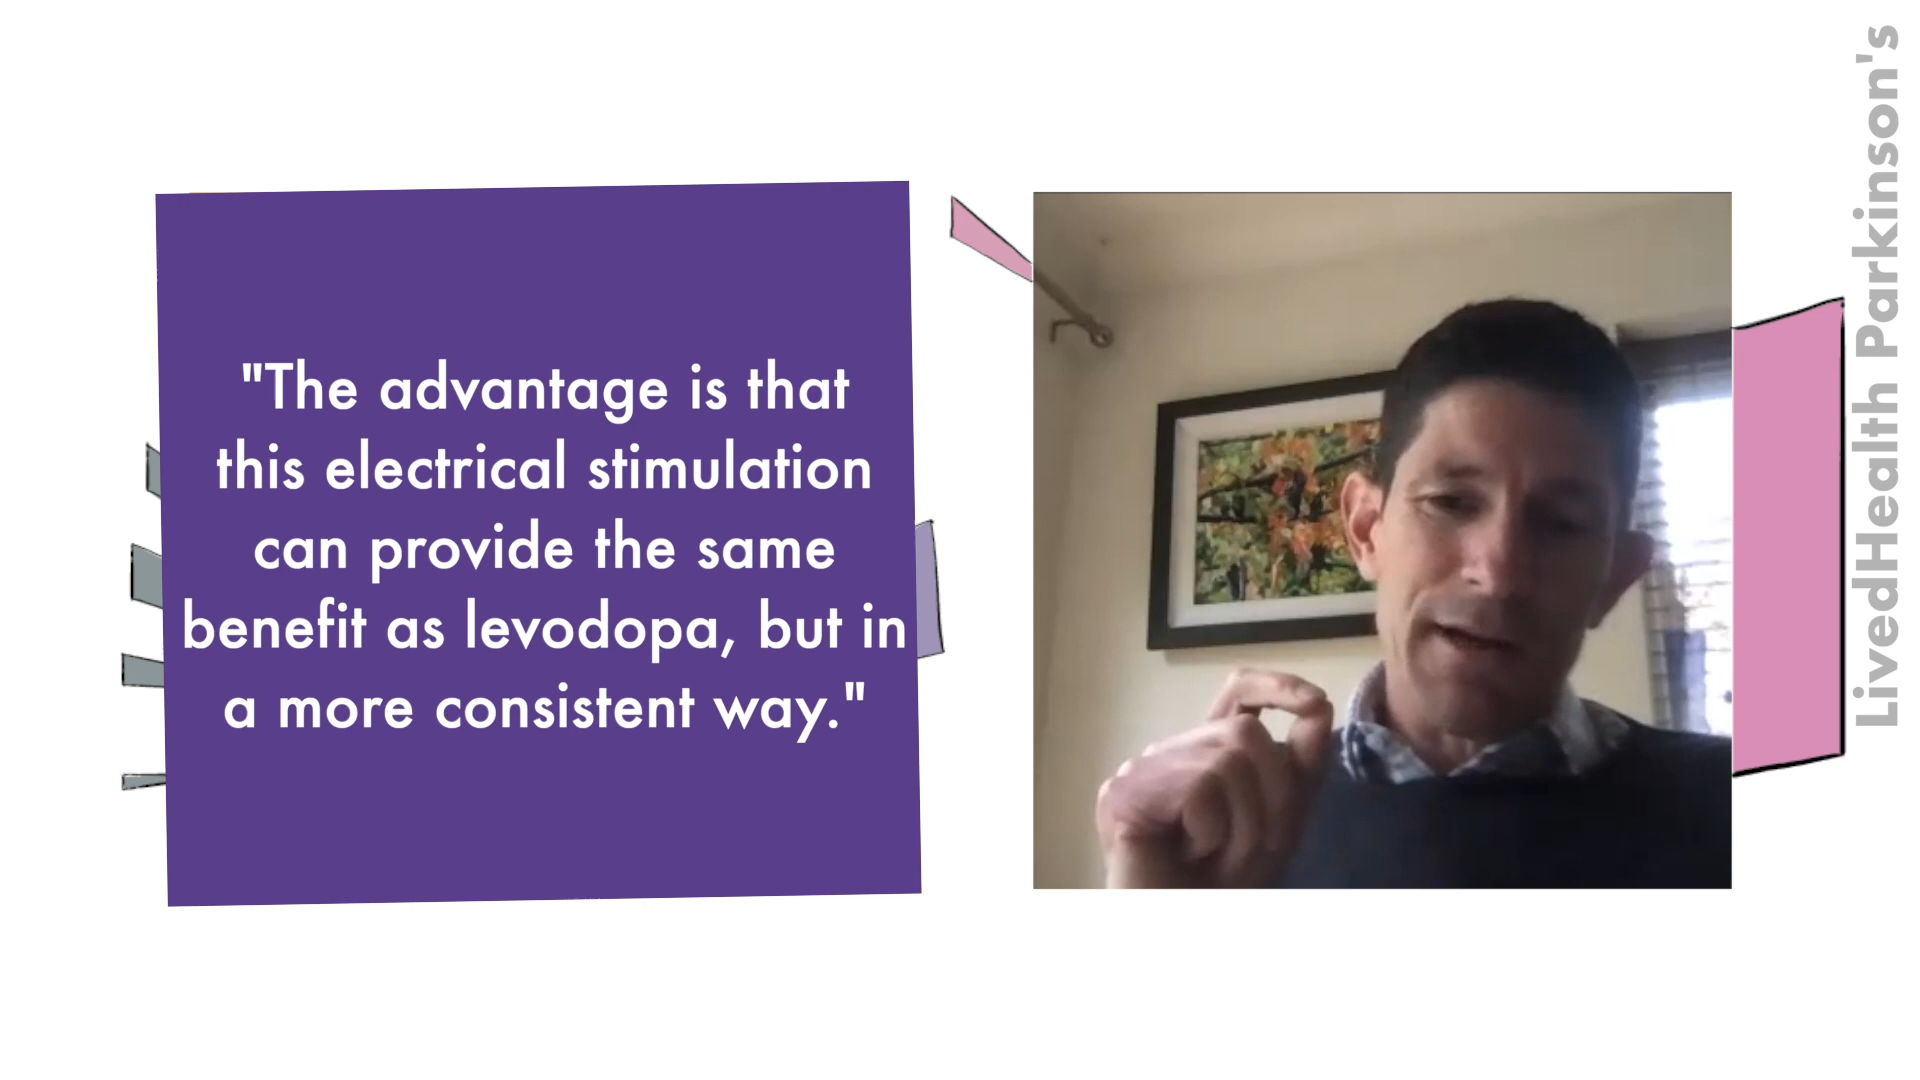 "The advantage is that
this electrical stimulation
can provide the same
benefit as levodopa, but in
a more consistent way."
LivedHealth Parkinson's